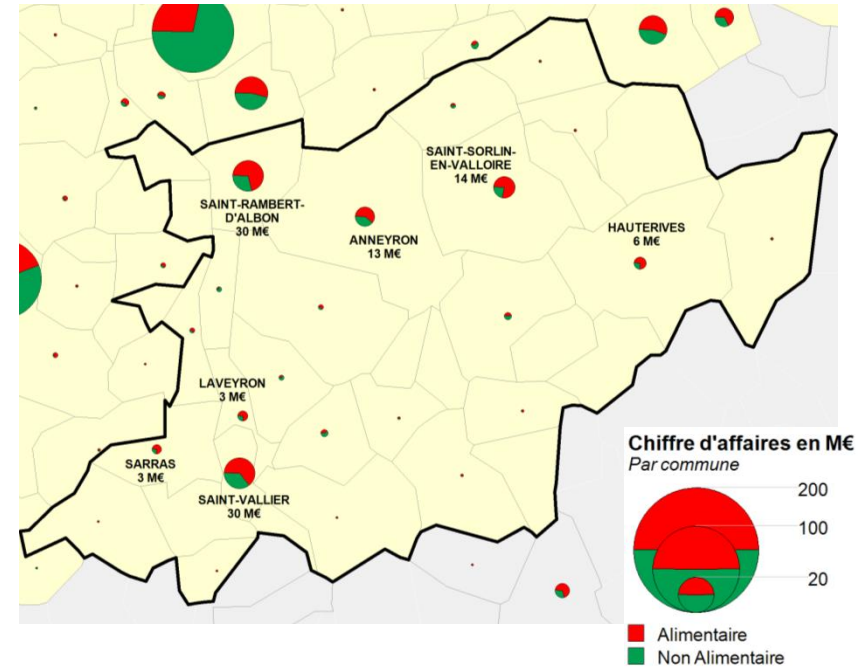 SAINT-SORLIN-
EN-VALLOIRE
14 M€
SAINT-RAMBERT-
D'ALBON
30 M€
ANNEYRON
13 M€
HAUTERIVES
6 M€
LAVEYRON
3 M€
SARRAS
3 M€
SAINT-VALLIER
30 M€
Chiffre d'affaires en M€
Par commune
200
100
20
Alimentaire
Non Alimentaire